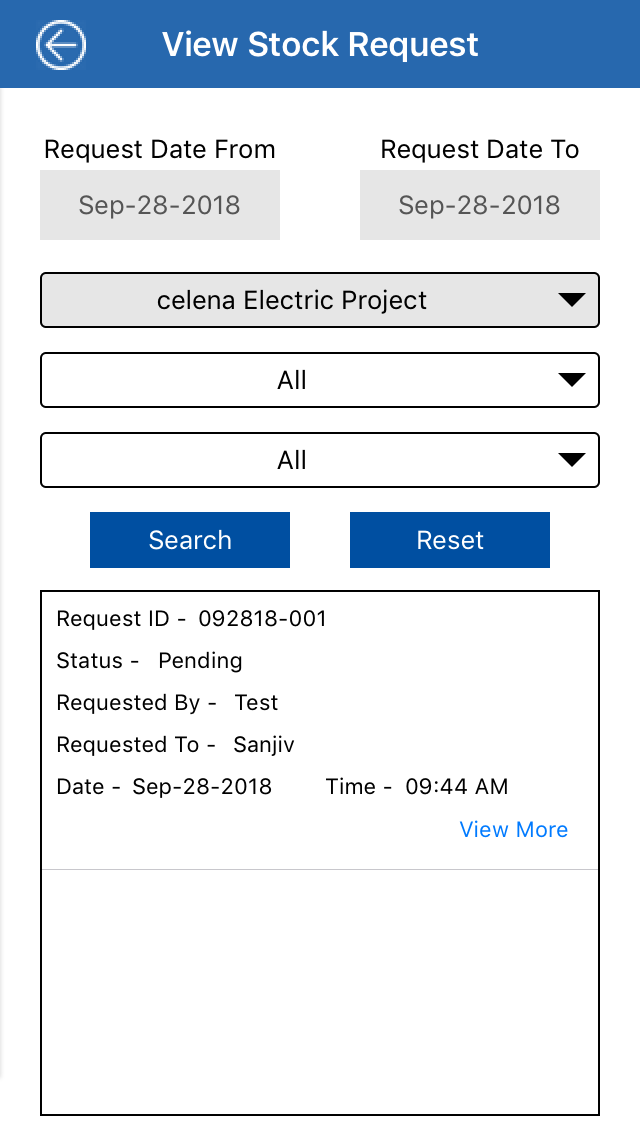 View Stock Request
Request Date From
Request Date To
Sep-28-2018
Sep-28-2018
celena Electric Project
All
All
Search
Reset
Request ID - 092818-001
Status - Pending
Requested By - Test
Requested To - Sanjiv
Date - Sep-28-2018 Time - 09:44 AM
View More